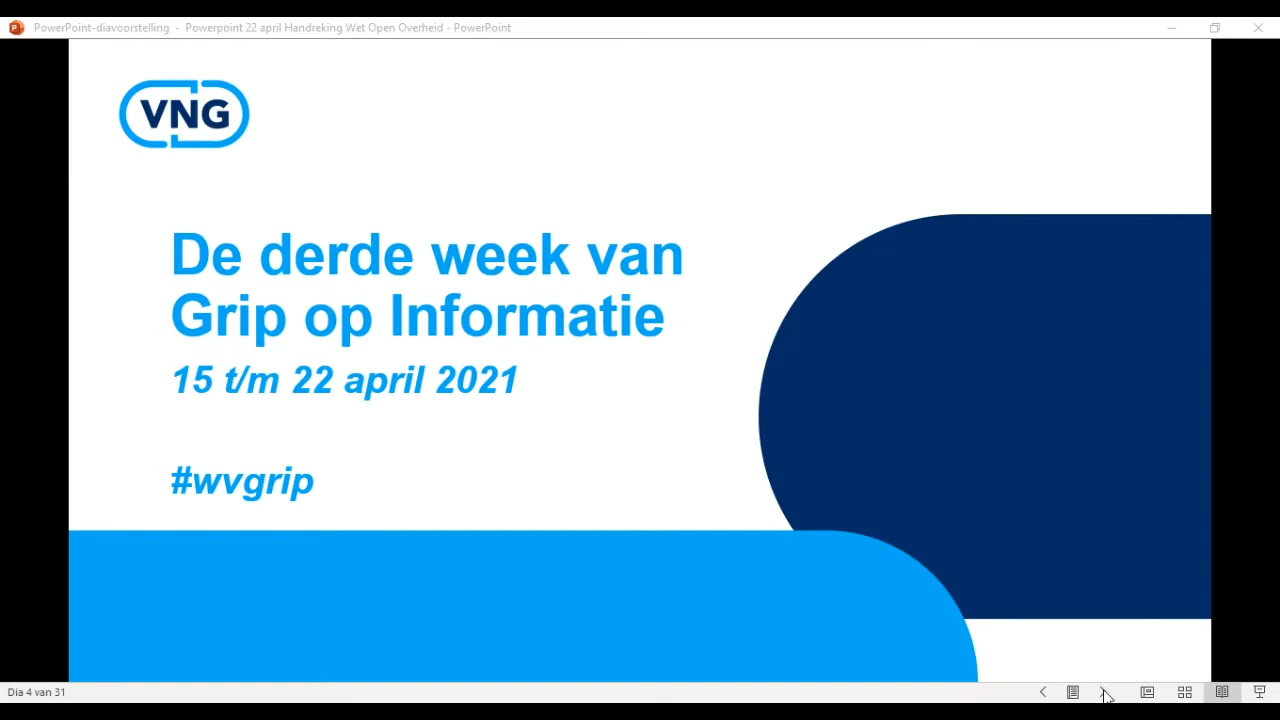 PowerPoint-diavoorstelling - Powerpoint 22 april Handreking Wet Open Overheid - PowerPoint
VNG
De derde week van
Grip op Informatie
15 t/m 22 april 2021
#wvgrip
Dia 4 van 31